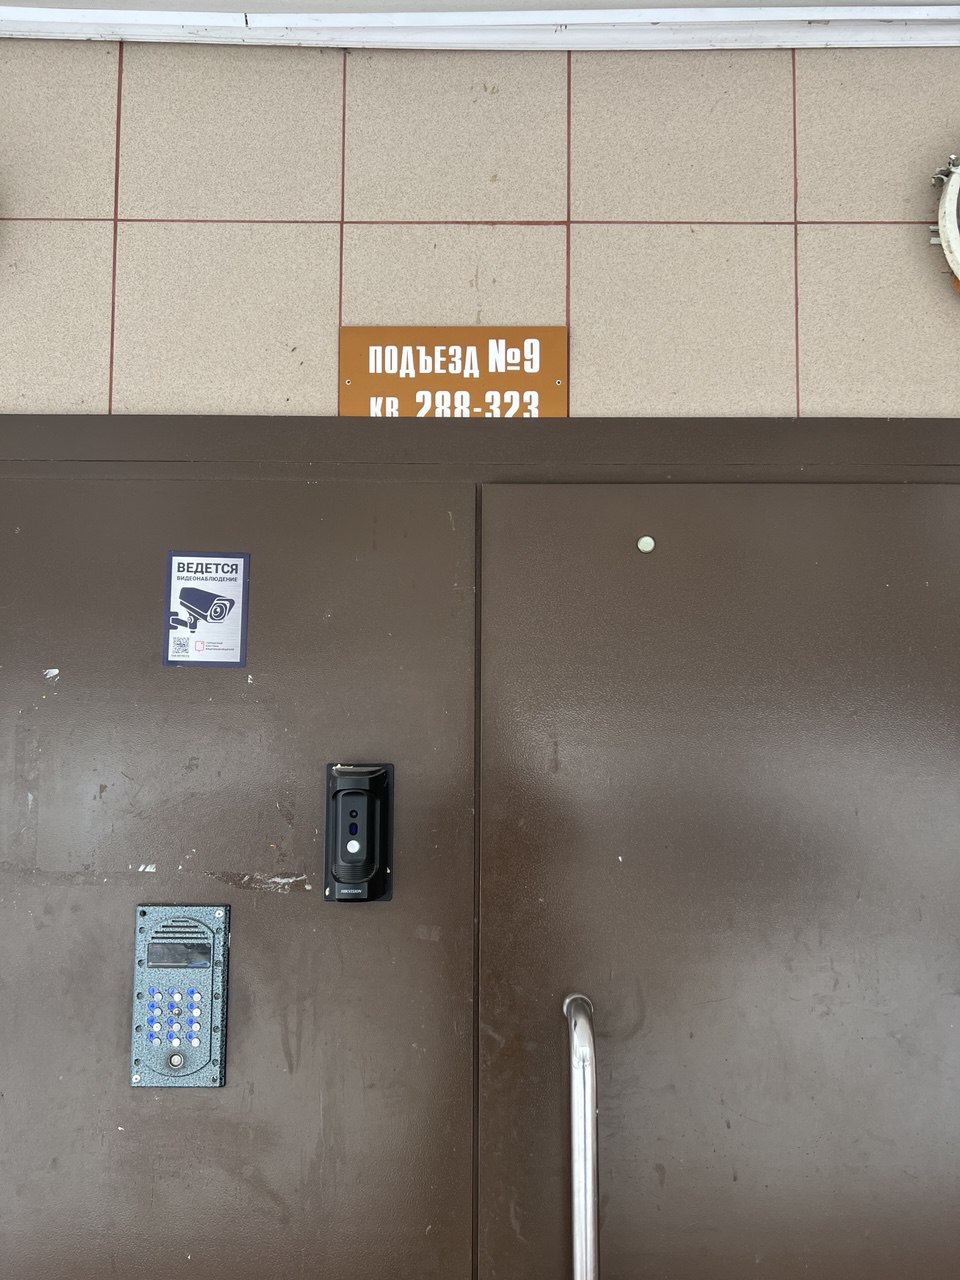 ПОДЪЕЗД №9
КВ. 288-323
ВЕДЕТСЯ
ВИДЕОНАБЛЮДЕНИЕ
HIKVISION